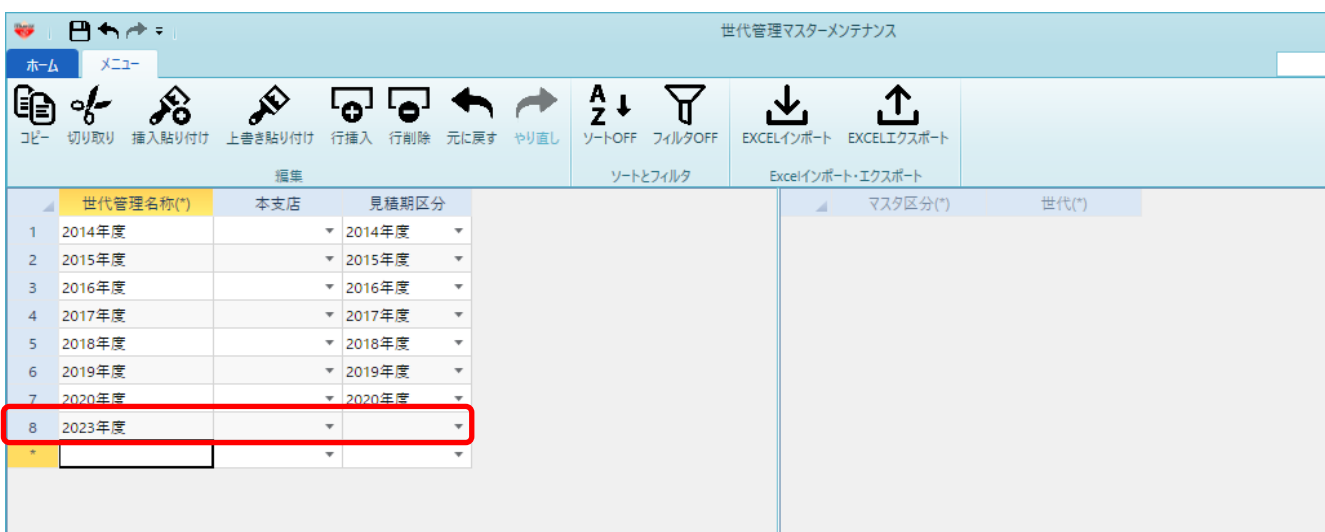 世代管理マスターメンテナンス
ホーム メニュー
コピー 切り取り 挿入貼り付け 上書き貼り付け 行挿入 行削除 元に戻す やり直し ソートOFF フィルタOFF EXCELインポート EXCELエクスポート
編集 ソートとフィルタ Excelインポート・エクスポート
世代管理名称(*) 本支店 見積期区分 マスタ区分(*) 世代(*)
1 2014年度 2014年度
2 2015年度 2015年度
3 2016年度 2016年度
4 2017年度 2017年度
5 2018年度 2018年度
6 2019年度 2019年度
7 2020年度 2020年度
8 2023年度
*